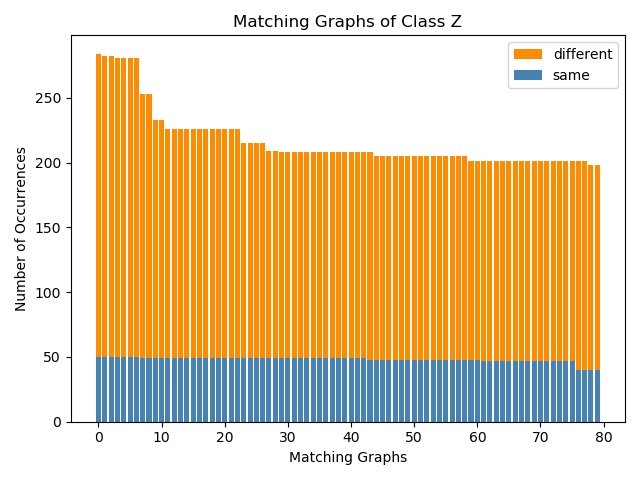 Matching Graphs of Class Z
different
same
Number of Occurrences
250
200
150
100
50
0
0 10 20 30 40 50 60 70 80
Matching Graphs